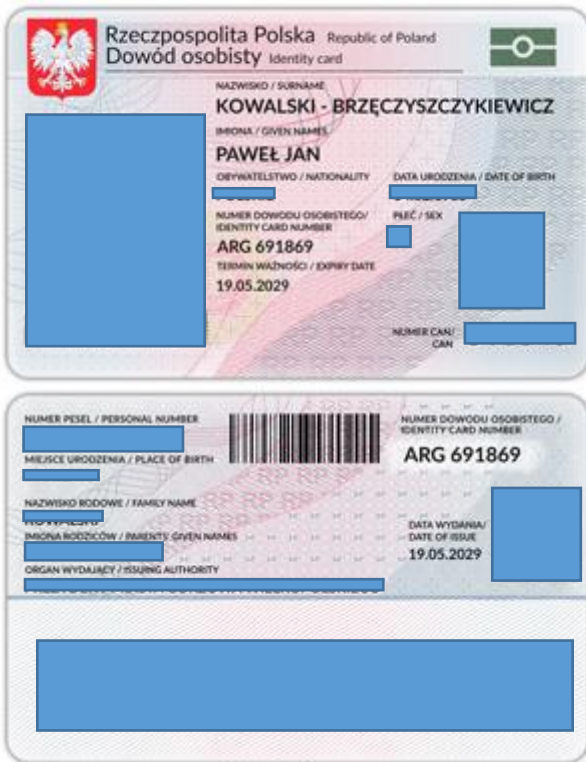 Rzeczpospolita Polska Republic of Poland
Dowód osobisty Identity card
NAZWISKO / SURNAME
KOWALSKI - BRZĘCZYSZCZYKIEWICZ
IMIONA / GIVEN NAMES
PAWEŁ JAN
OBYWATELSTWO / NATIONALITY
DATA URODZENIA / DATE OF BIRTH
NUMER DOWODU OSOBISTEGO/
IDENTITY CARD NUMBER
PŁEĆ / SEX
ARG 691869
TERMIN WAŻNOŚCI / EXPIRY DATE
19.05.2029
NUMER CAN/
CAN
NUMER PESEL / PERSONAL NUMBER
NUMER DOWODU OSOBISTEGO /
IDENTITY CARD NUMBER
ARG 691869
MIEJSCE URODZENIA / PLACE OF BIRTH
NAZWISKO RODOWE / FAMILY NAME
IMIONA RODZICÓW / PARENTS' GIVEN NAMES
DATA WYDANIA/
DATE OF ISSUE
19.05.2029
ORGAN WYDAJĄCY / ISSUING AUTHORITY